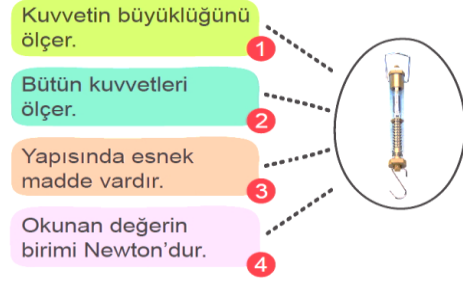 Kuvvetin büyüklüğünü
ölçer.
1
Bütün kuvvetleri
ölçer.
2
Yapısında esnek
madde vardır.
3
Okunan değerin
birimi Newton’dur.
4